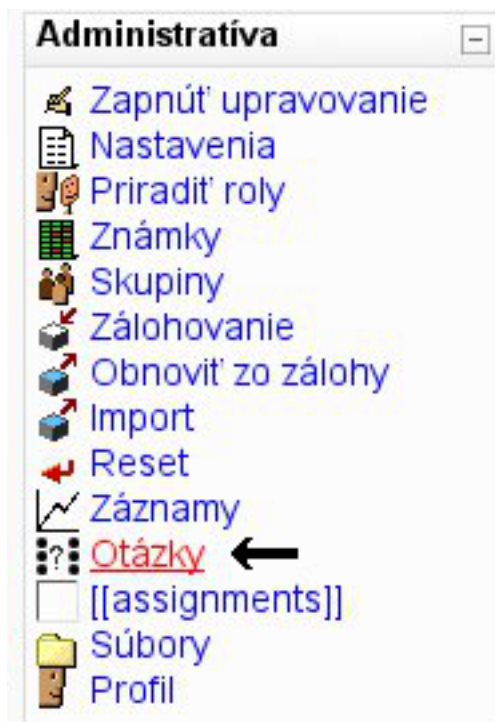 Administratíva
Zapnúť upravovanie
Nastavenia
Priradiť roly
Známky
Skupiny
Zálohovanie
Obnoviť zo zálohy
Import
Reset
Záznamy
Otázky
[[assignments]]
Súbory
Profil